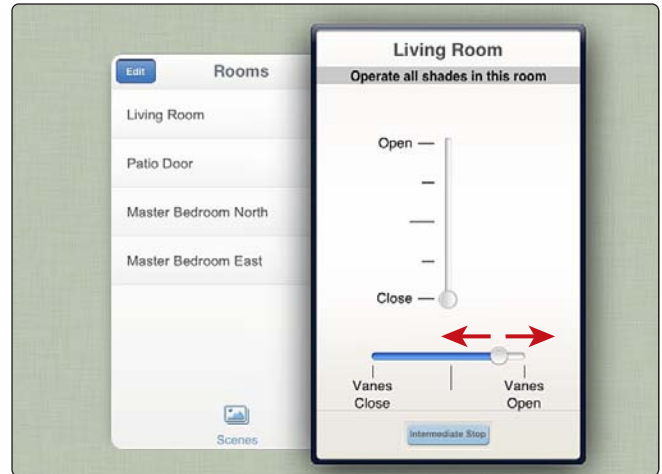 Edit
Rooms
Living Room
Patio Door
Master Bedroom North
Master Bedroom East
Scenes
Living Room
Operate all shades in this room
Open
Close
Vanes
Close
Vanes
Open
Intermediate Stop